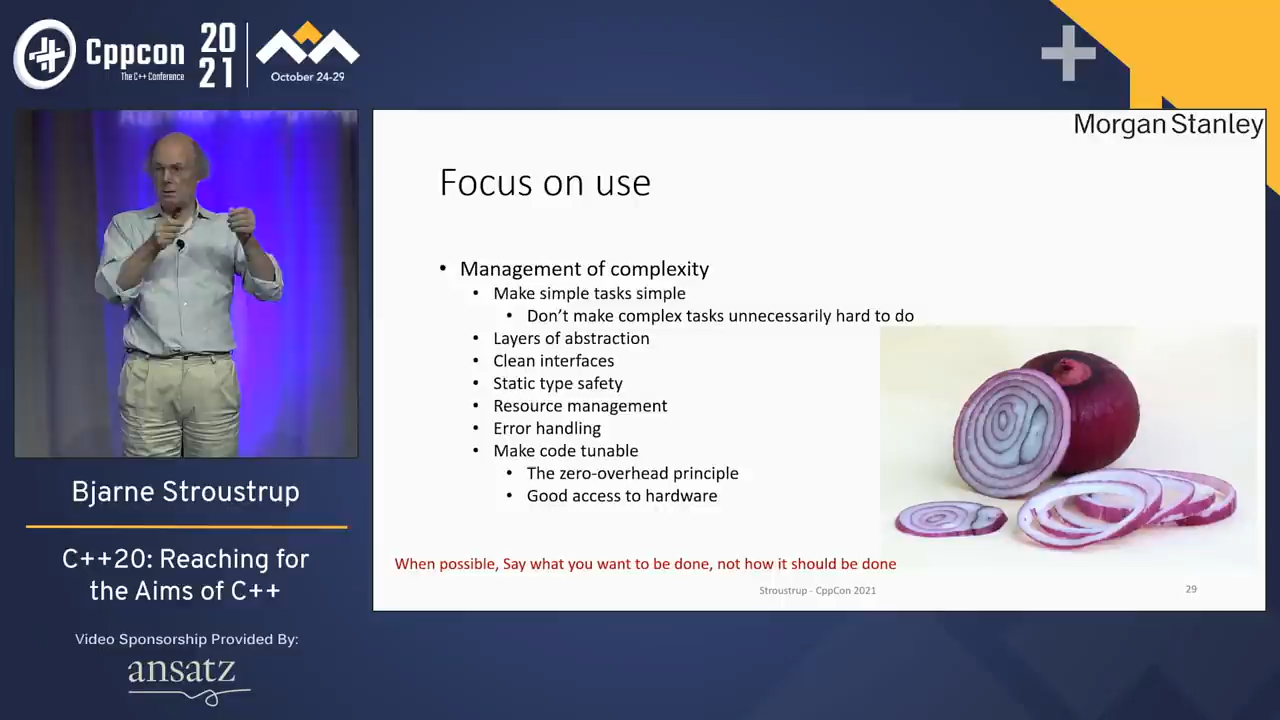 Cppcon
The C++ Conference
20
21
October 24-29
Morgan Stanley
Focus on use
• Management of complexity
• Make simple tasks simple
• Don't make complex tasks unnecessarily hard to do
• Layers of abstraction
• Clean interfaces
• Static type safety
• Resource management
• Error handling
• Make code tunable
• The zero-overhead principle
• Good access to hardware
When possible, Say what you want to be done, not how it should be done
Stroustrup - CppCon 2021
29
Bjarne Stroustrup
C++20: Reaching for
the Aims of C++
Video Sponsorship Provided By:
ansatz